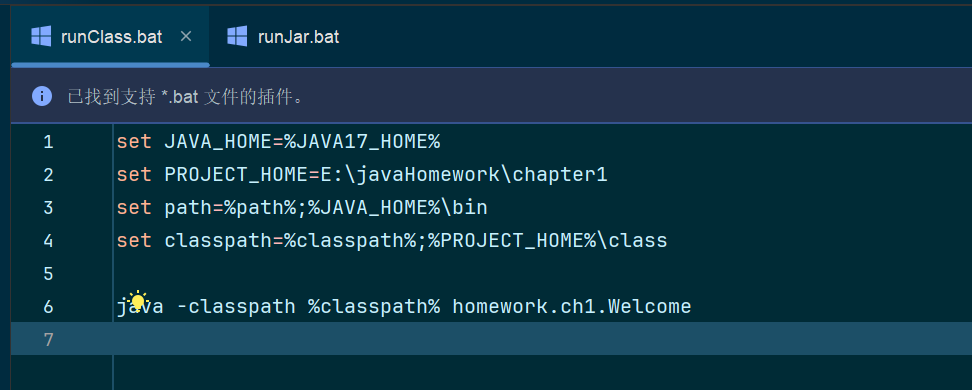 runClass.bat × runJar.bat
已找到支持 *.bat 文件的插件。
1 set JAVA_HOME=%JAVA17_HOME%
2 set PROJECT_HOME=E:\javaHomework\chapter1
3 set path=%path%;%JAVA_HOME%\bin
4 set classpath=%classpath%;%PROJECT_HOME%\class
5
6 java -classpath %classpath% homework.ch1.Welcome
7